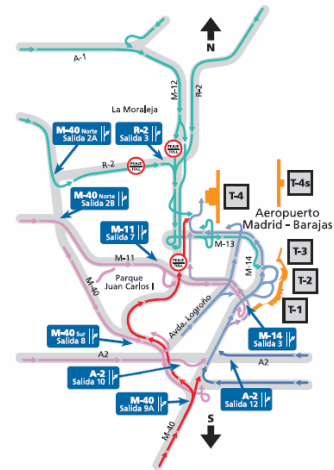 N
A-1
M-12
R-2
La Moraleja
M-40 Norte
Salida 2A
R-2
Salida 3
PEAJE
TOLL
R-2
PEAJE
TOLL
M-40 Norte
Salida 2B
T-4
T-4s
Aeropuerto
Madrid - Barajas
M-11
Salida 7
M-13
T-3
M-11
PEAJE
TOLL
M-14
T-2
Parque
Juan Carlos I
M-40
T-1
Avda. Logroño
M-40 Sur
Salida 8
M-14
Salida 3
A2
A2
A-2
Salida 10
A-2
Salida 12
M-40
Salida 9A
S
M-40